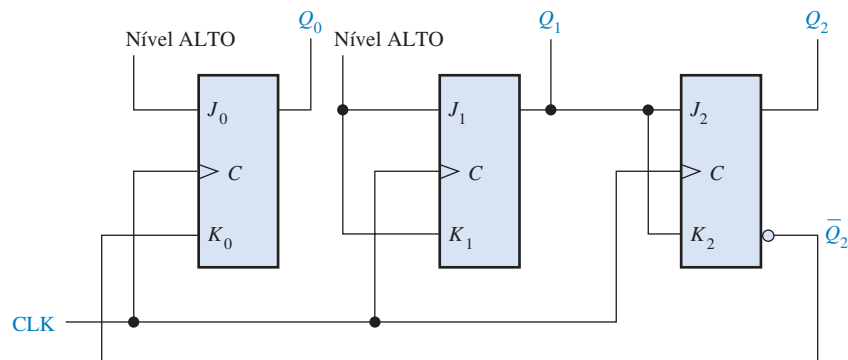 Q₀ Q₁ Q₂
Nível ALTO Nível ALTO
J₀ J₁ J₂
C C C
K₀ K₁ K₂ Q̅₂
CLK